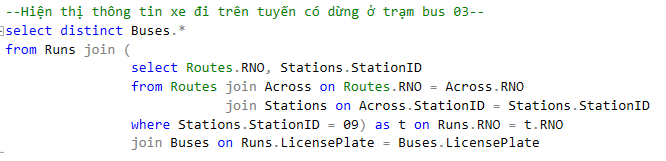 --Hiện thị thông tin xe đi trên tuyến có dừng ở trạm bus 03--
select distinct Buses.*
from Runs join (
select Routes.RNO, Stations.StationID
from Routes join Across on Routes.RNO = Across.RNO
join Stations on Across.StationID = Stations.StationID
where Stations.StationID = 09) as t on Runs.RNO = t.RNO
join Buses on Runs.LicensePlate = Buses.LicensePlate